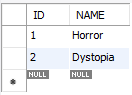 ID NAME
1 Horror
2 Dystopia
NULL NULL